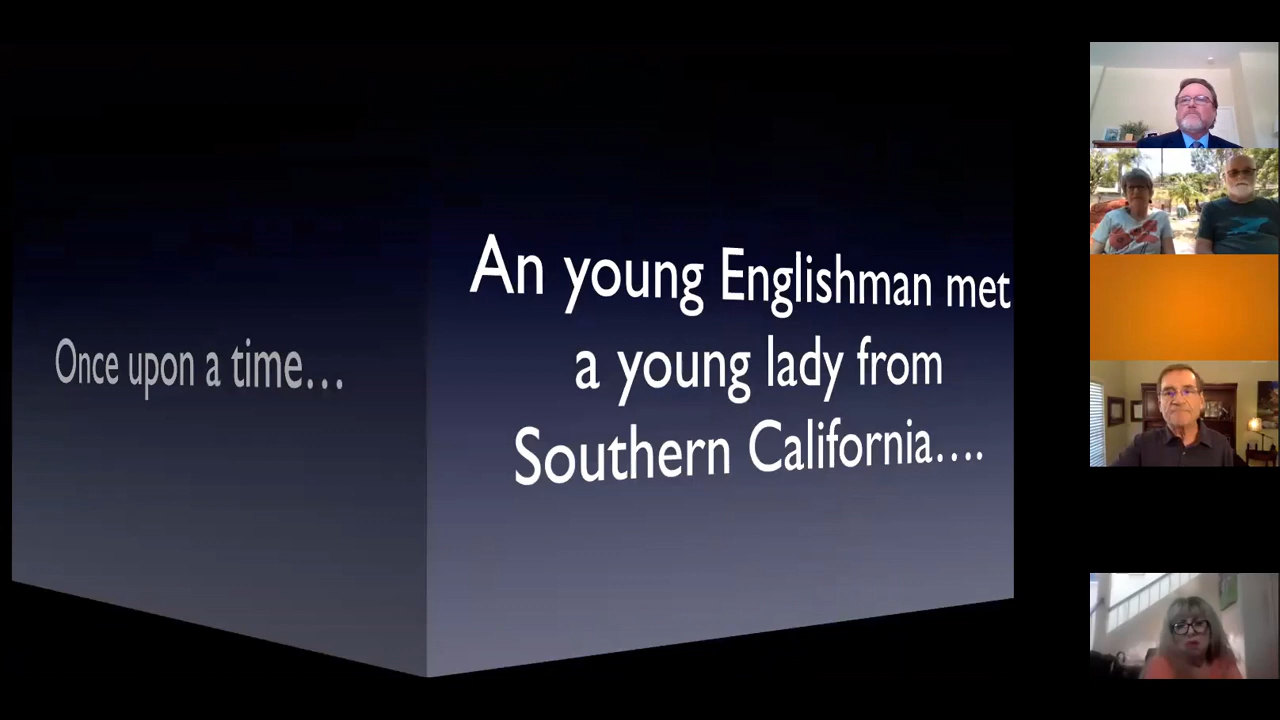 Once upon a time…
An young Englishman met
a young lady from
Southern California….